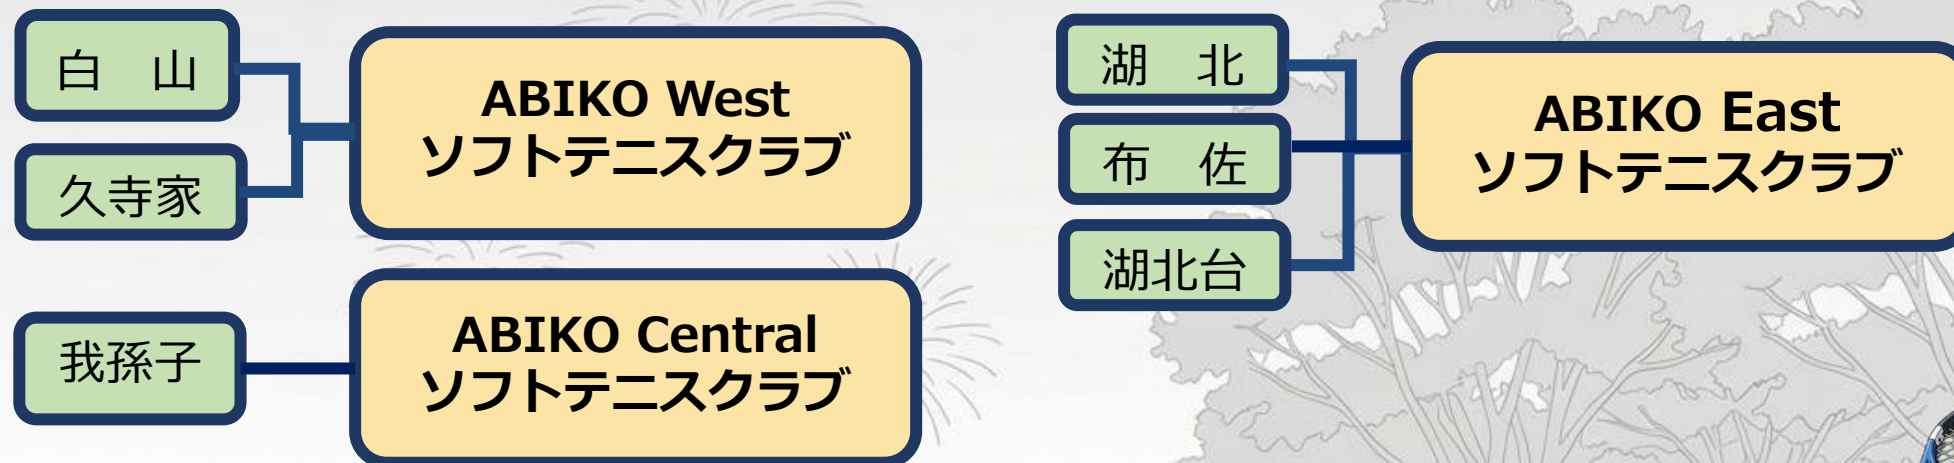 白　山
久寺家
ABIKO West
ソフトテニスクラブ
我孫子
ABIKO Central
ソフトテニスクラブ
湖　北
布　佐
湖北台
ABIKO East
ソフトテニスクラブ